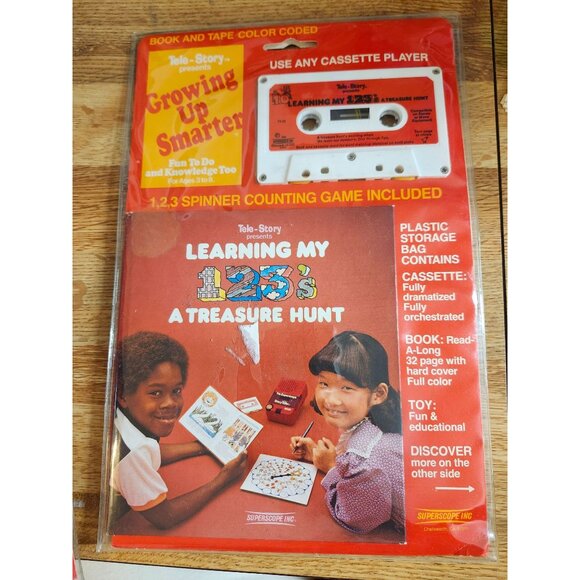 BOOK AND TAPE COLOR CODED
Tele-Story™
presents
Growing
Up
Smarter
Fun To Do
and Knowledge Too
For Ages 3 to 8
USE ANY CASSETTE PLAYER
Tele-Story
presents
LEARNING MY 123's A TREASURE HUNT
1,2,3 SPINNER COUNTING GAME INCLUDED
Tele-Story
presents
LEARNING MY
123's
A TREASURE HUNT
SUPERSCOPE INC.
PLASTIC
STORAGE
BAG
CONTAINS
CASSETTE:
Fully
dramatized
Fully
orchestrated
BOOK: Read-
A-Long
32 page with
hard cover
Full color
TOY:
Fun &
educational
DISCOVER
more on the
other side
SUPERSCOPE INC.